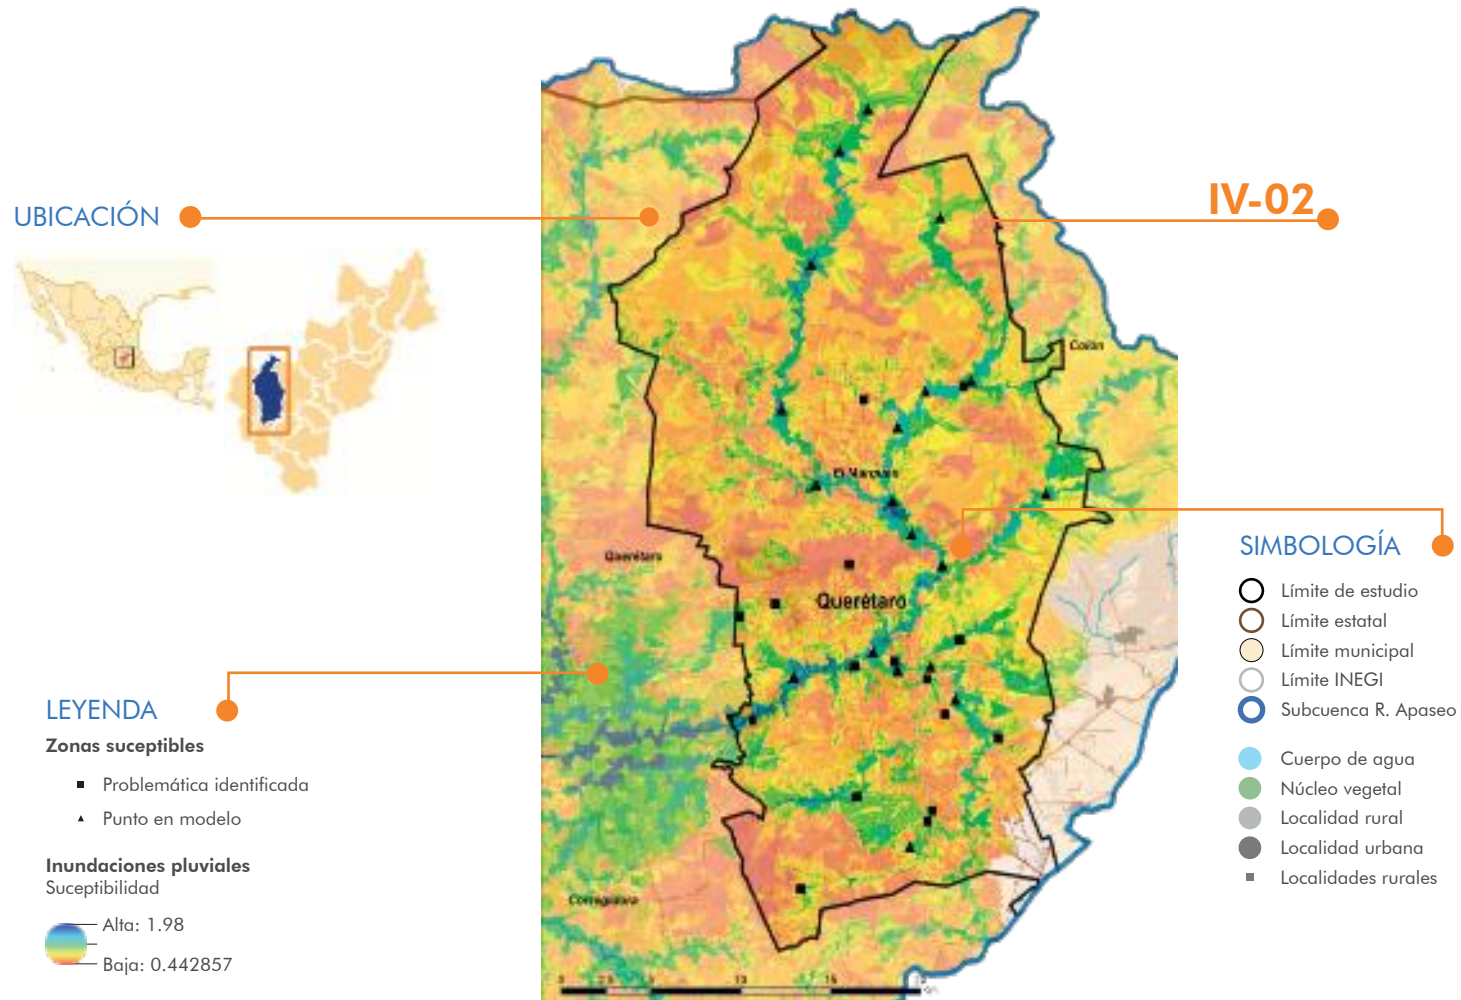 IV-02
UBICACIÓN
Colón
El Marqués
Querétaro
Querétaro
Corregidora
SIMBOLOGÍA
Límite de estudio
Límite estatal
Límite municipal
Límite INEGI
Subcuenca R. Apaseo
Cuerpo de agua
Núcleo vegetal
Localidad rural
Localidad urbana
Localidades rurales
LEYENDA
Zonas suceptibles
Problemática identificada
Punto en modelo
Inundaciones pluviales
Suceptibilidad
Alta: 1.98
Baja: 0.442857